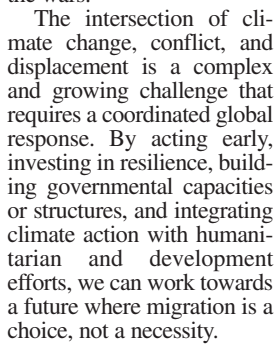 The intersection of cli-
mate change, conflict, and
displacement is a complex
and growing challenge that
requires a coordinated global
response. By acting early,
investing in resilience, build-
ing governmental capacities
or structures, and integrating
climate action with humani-
tarian and development
efforts, we can work towards
a future where migration is a
choice, not a necessity.